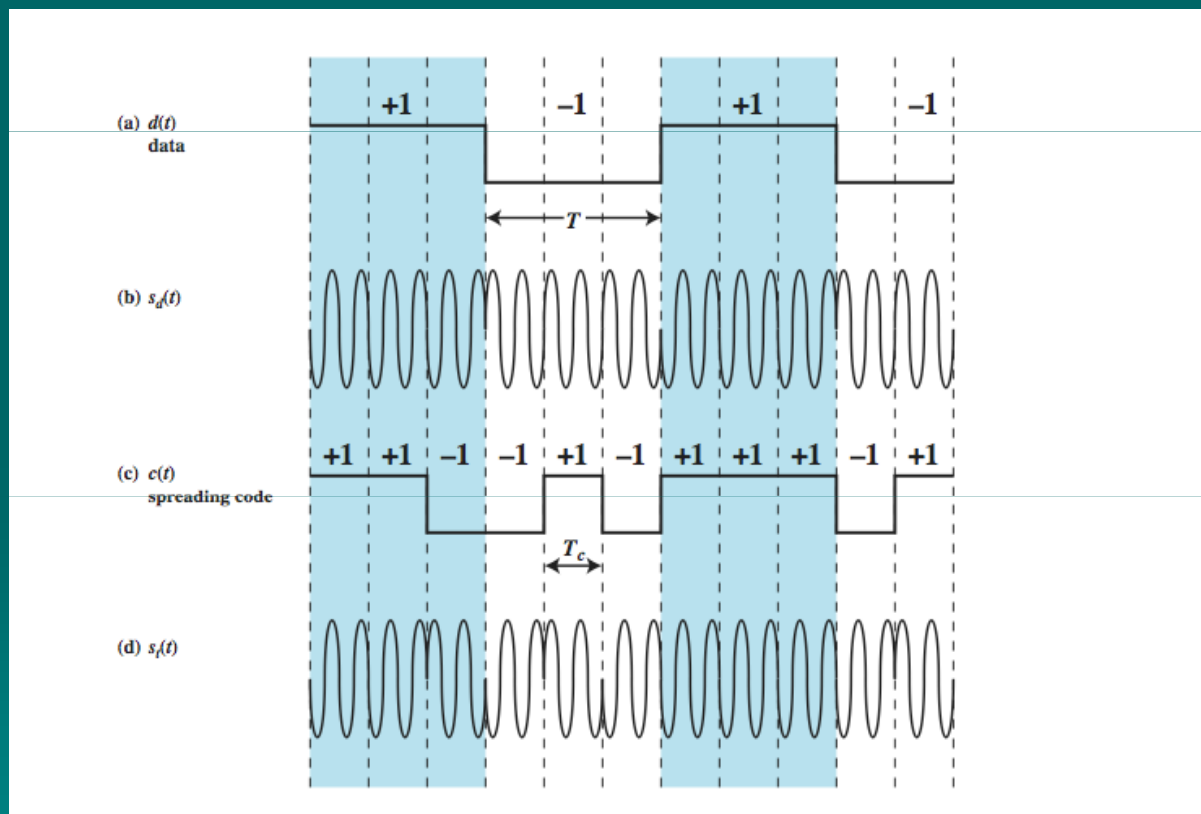 +1 −1 +1 −1
(a) d(t)
data
T
(b) s_d(t)
+1 +1 −1 −1 +1 −1 +1 +1 +1 −1 +1
(c) c(t)
spreading code
T_c
(d) s_t(t)